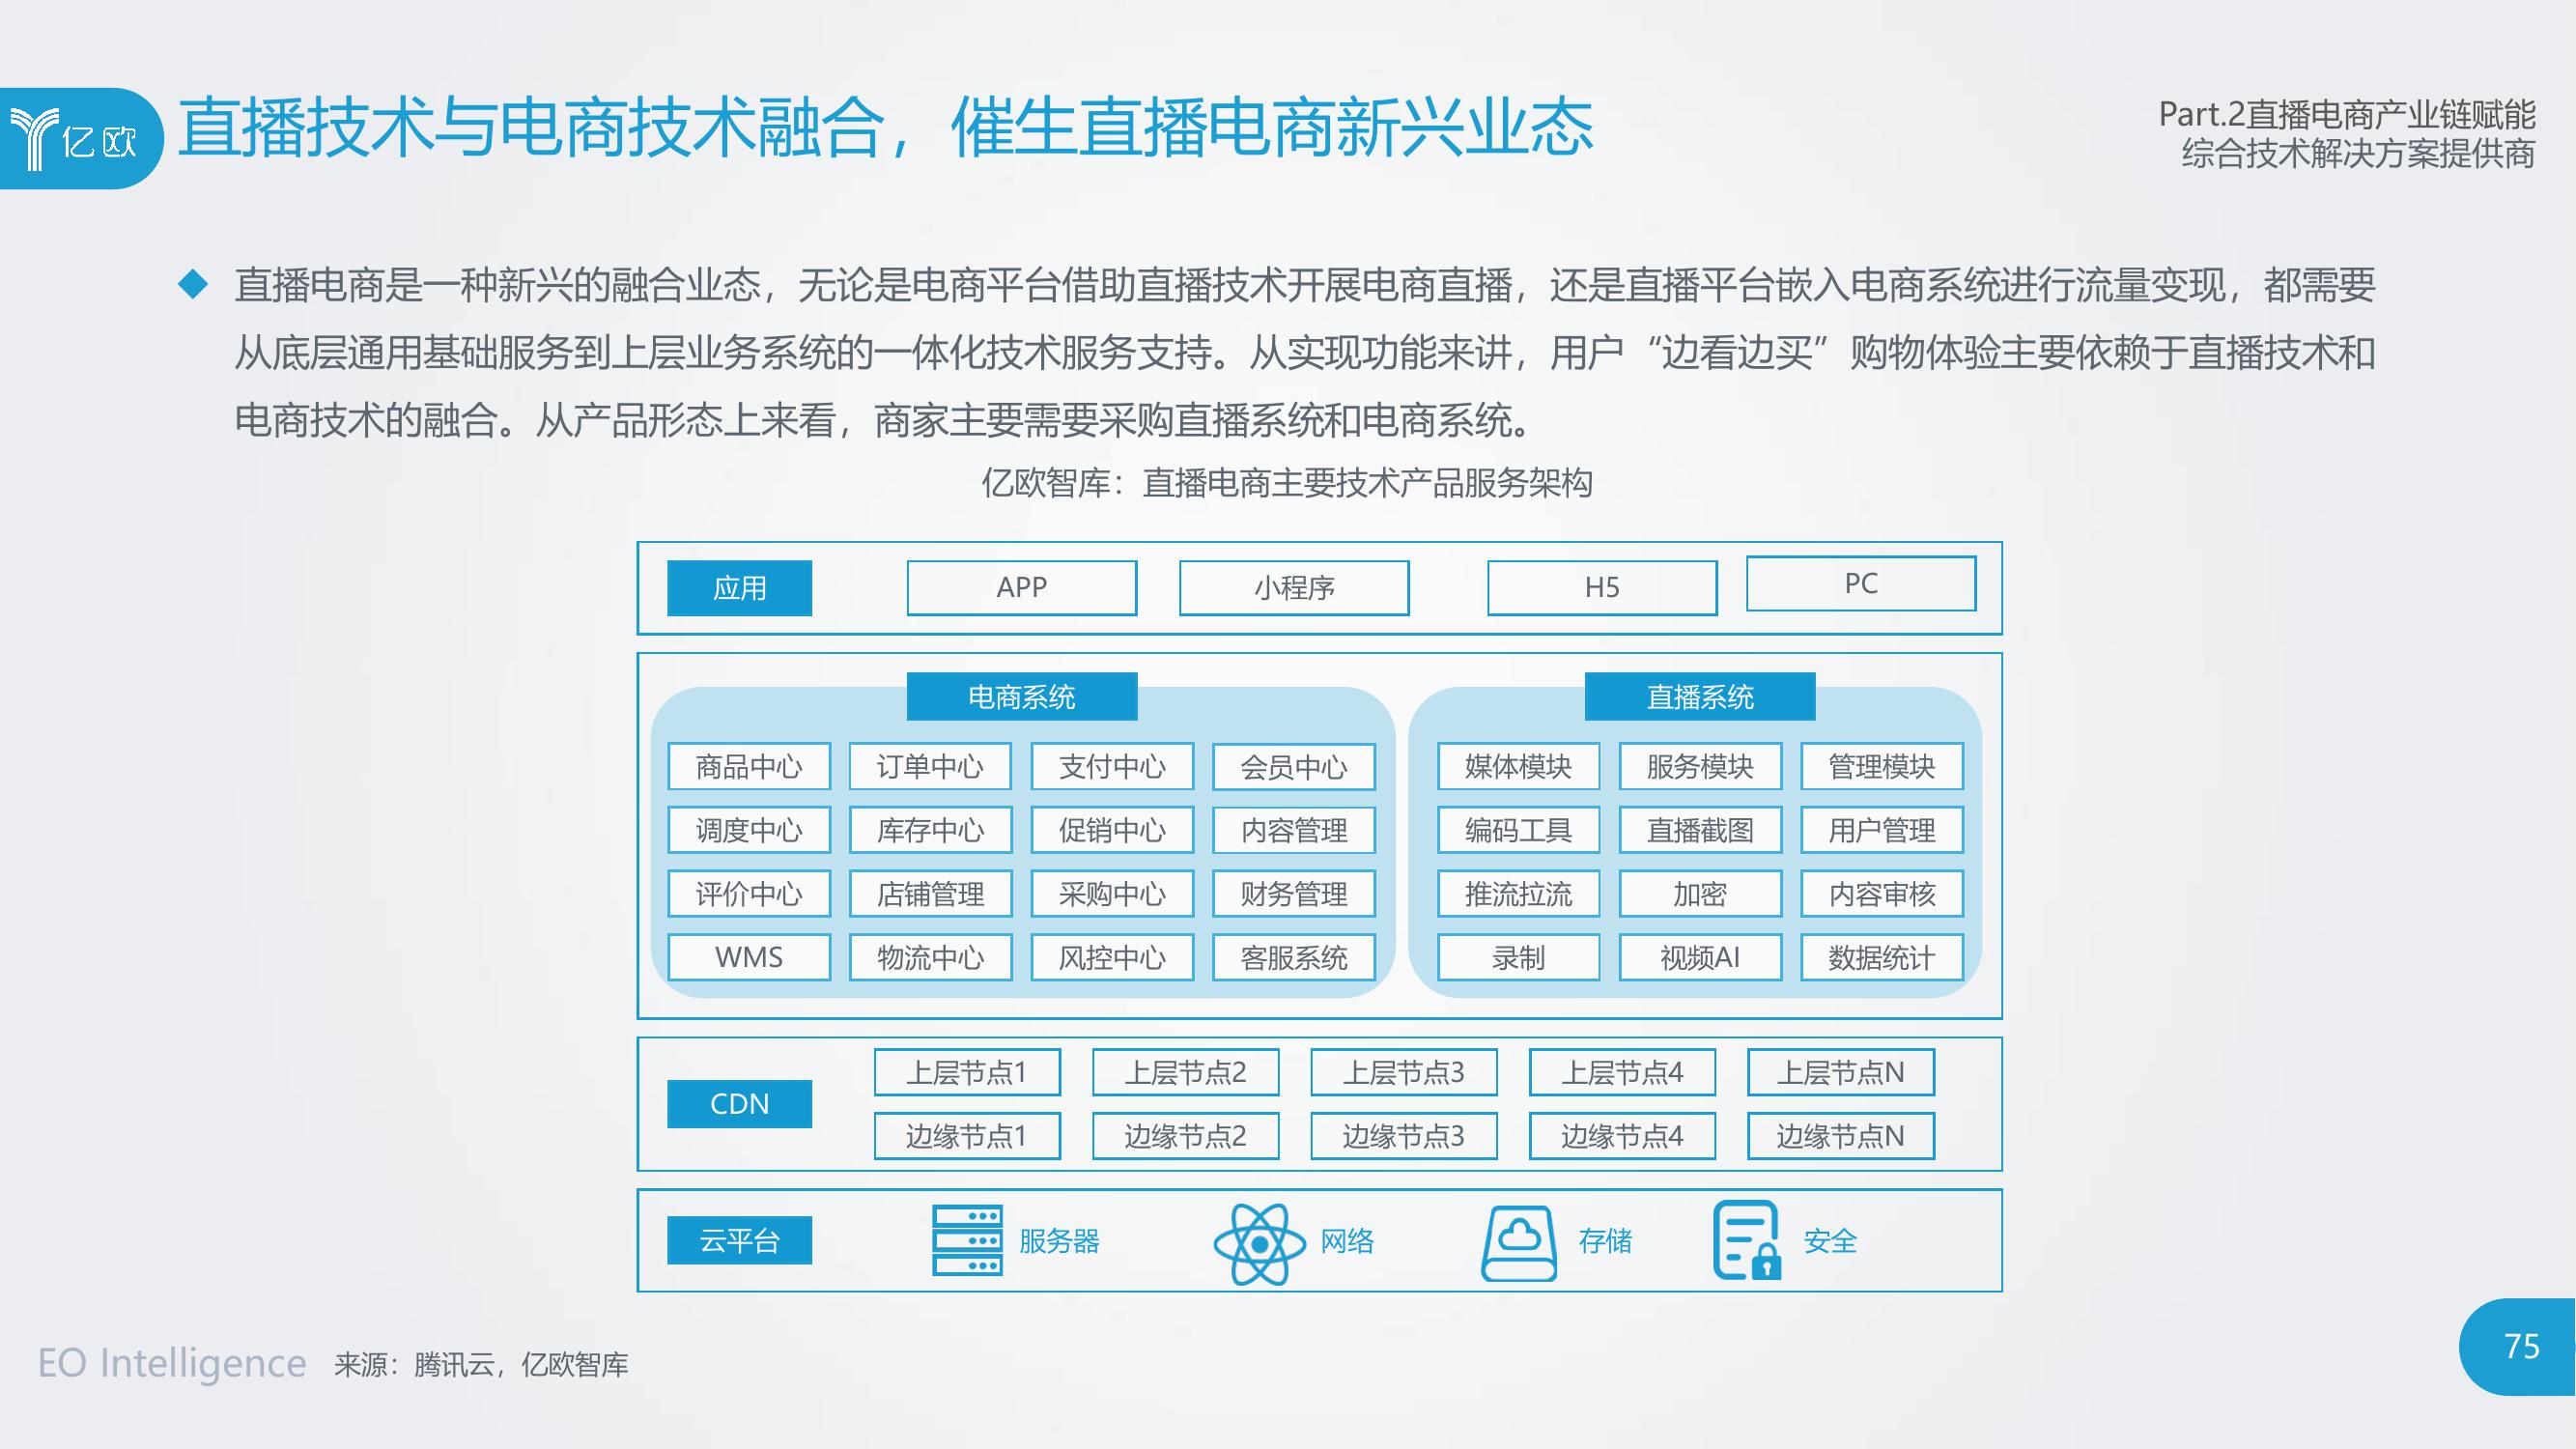 亿欧
直播技术与电商技术融合，催生直播电商新兴业态
Part.2直播电商产业链赋能
综合技术解决方案提供商
直播电商是一种新兴的融合业态，无论是电商平台借助直播技术开展电商直播，还是直播平台嵌入电商系统进行流量变现，都需要
从底层通用基础服务到上层业务系统的一体化技术服务支持。从实现功能来讲，用户“边看边买”购物体验主要依赖于直播技术和
电商技术的融合。从产品形态上来看，商家主要需要采购直播系统和电商系统。
亿欧智库：直播电商主要技术产品服务架构
应用 APP 小程序 H5 PC
电商系统 直播系统
商品中心 订单中心 支付中心 会员中心 媒体模块 服务模块 管理模块
调度中心 库存中心 促销中心 内容管理 编码工具 直播截图 用户管理
评价中心 店铺管理 采购中心 财务管理 推流拉流 加密 内容审核
WMS 物流中心 风控中心 客服系统 录制 视频AI 数据统计
上层节点1 上层节点2 上层节点3 上层节点4 上层节点N
CDN
边缘节点1 边缘节点2 边缘节点3 边缘节点4 边缘节点N
云平台 服务器 网络 存储 安全
EO Intelligence 来源：腾讯云，亿欧智库
75